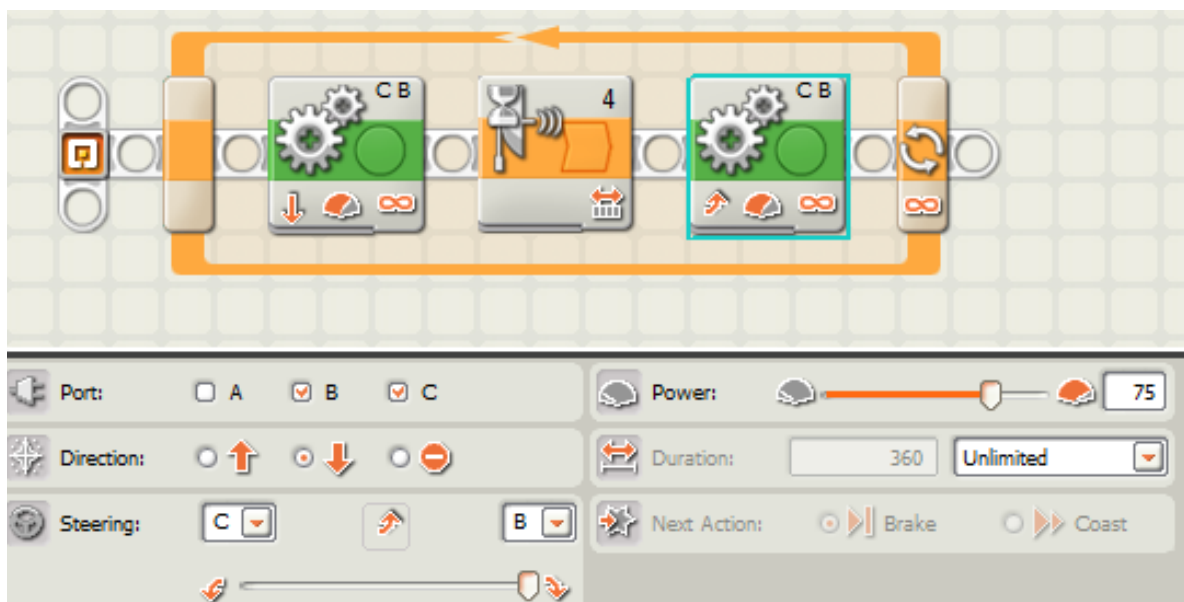 C B
4
C B
Port:
A
B
C
Power:
75
Direction:
Duration:
360
Unlimited
Steering:
C
B
Next Action:
Brake
Coast